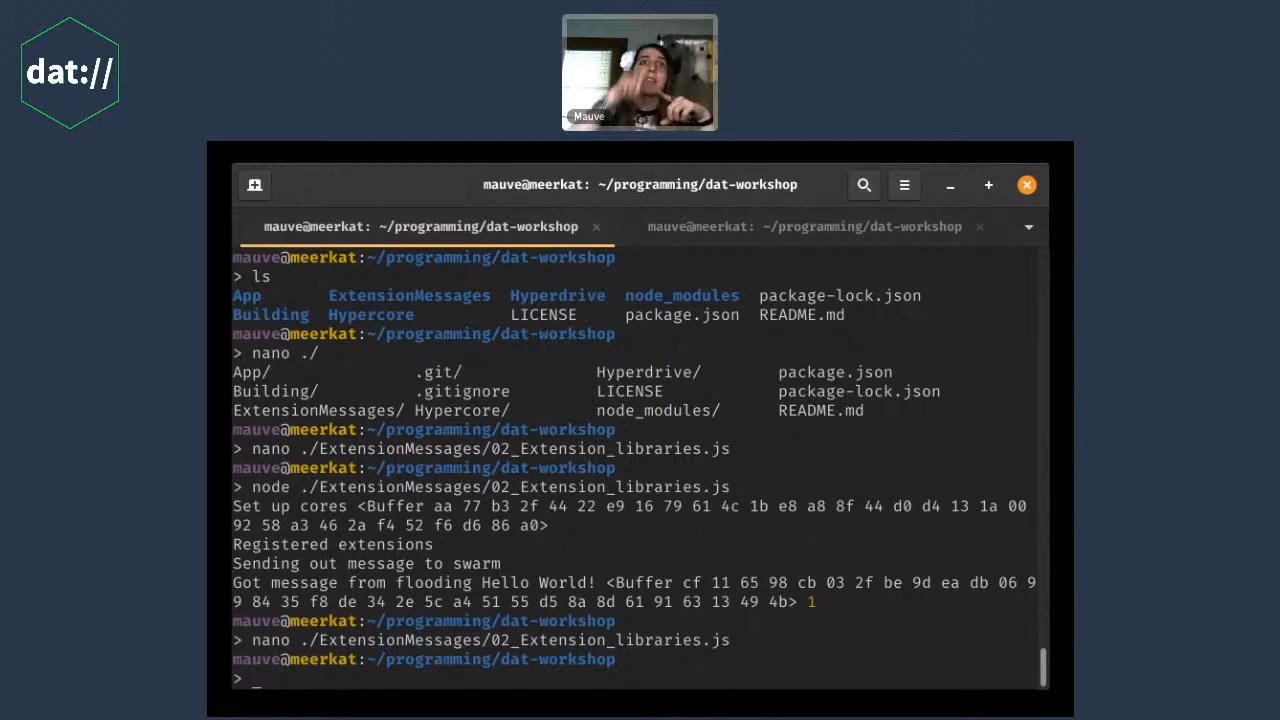 dat://
Mauve
mauve@meerkat: ~/programming/dat-workshop
mauve@meerkat: ~/programming/dat-workshop × mauve@meerkat: ~/programming/dat-workshop ×
mauve@meerkat:~/programming/dat-workshop
> ls
App ExtensionMessages Hyperdrive node_modules package-lock.json
Building Hypercore LICENSE package.json README.md
mauve@meerkat:~/programming/dat-workshop
> nano ./
App/ .git/ Hyperdrive/ package.json
Building/ .gitignore LICENSE package-lock.json
ExtensionMessages/ Hypercore/ node_modules/ README.md
mauve@meerkat:~/programming/dat-workshop
> nano ./ExtensionMessages/02_Extension_libraries.js
mauve@meerkat:~/programming/dat-workshop
> node ./ExtensionMessages/02_Extension_libraries.js
Set up cores <Buffer aa 77 b3 2f 44 22 e9 16 79 61 4c 1b e8 a8 8f 44 d0 d4 13 1a 00
92 58 a3 46 2a f4 52 f6 d6 86 a0>
Registered extensions
Sending out message to swarm
Got message from flooding Hello World! <Buffer cf 11 65 98 cb 03 2f be 9d ea db 06 9
9 84 35 f8 de 34 2e 5c a4 51 55 d5 8a 8d 61 91 63 13 49 4b> 1
mauve@meerkat:~/programming/dat-workshop
> nano ./ExtensionMessages/02_Extension_libraries.js
mauve@meerkat:~/programming/dat-workshop
> _